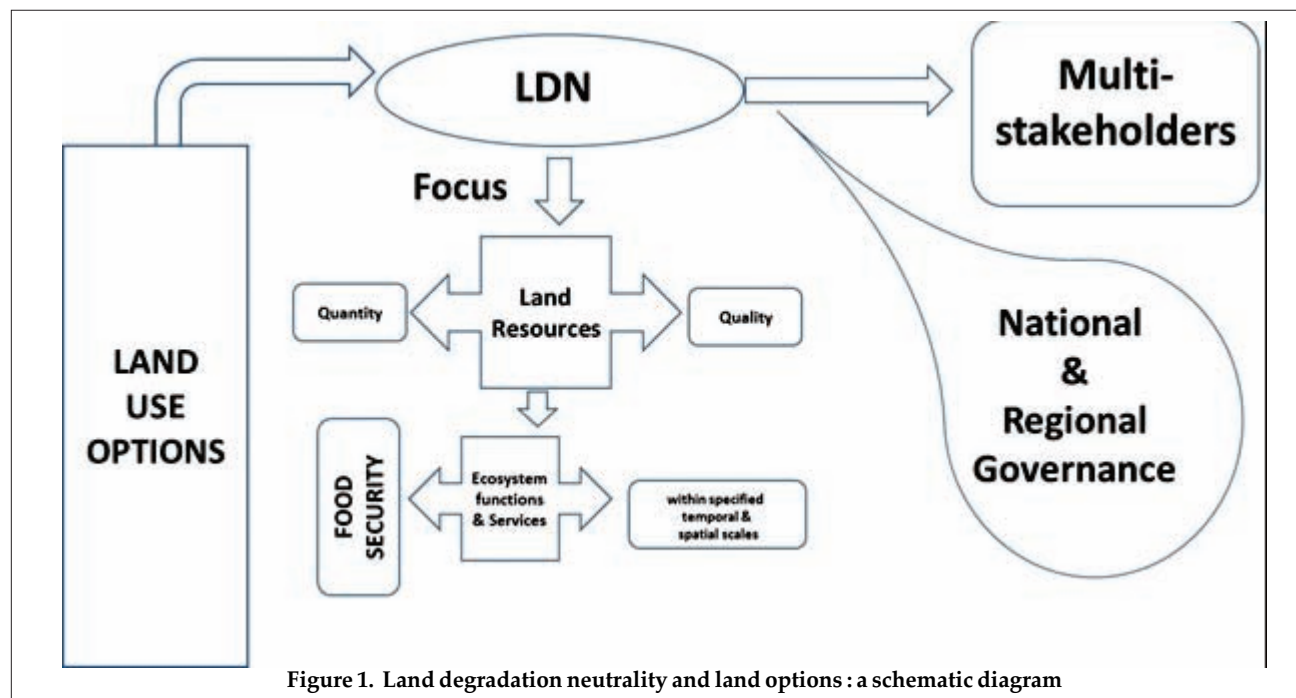 LDN
Multi-
stakeholders
Focus
LAND
USE
OPTIONS
Quantity
Land
Resources
Quality
National
&
Regional
Governance
FOOD
SECURITY
Ecosystem
functions
& Services
within specified
temporal &
spatial scales
Figure 1. Land degradation neutrality and land options : a schematic diagram